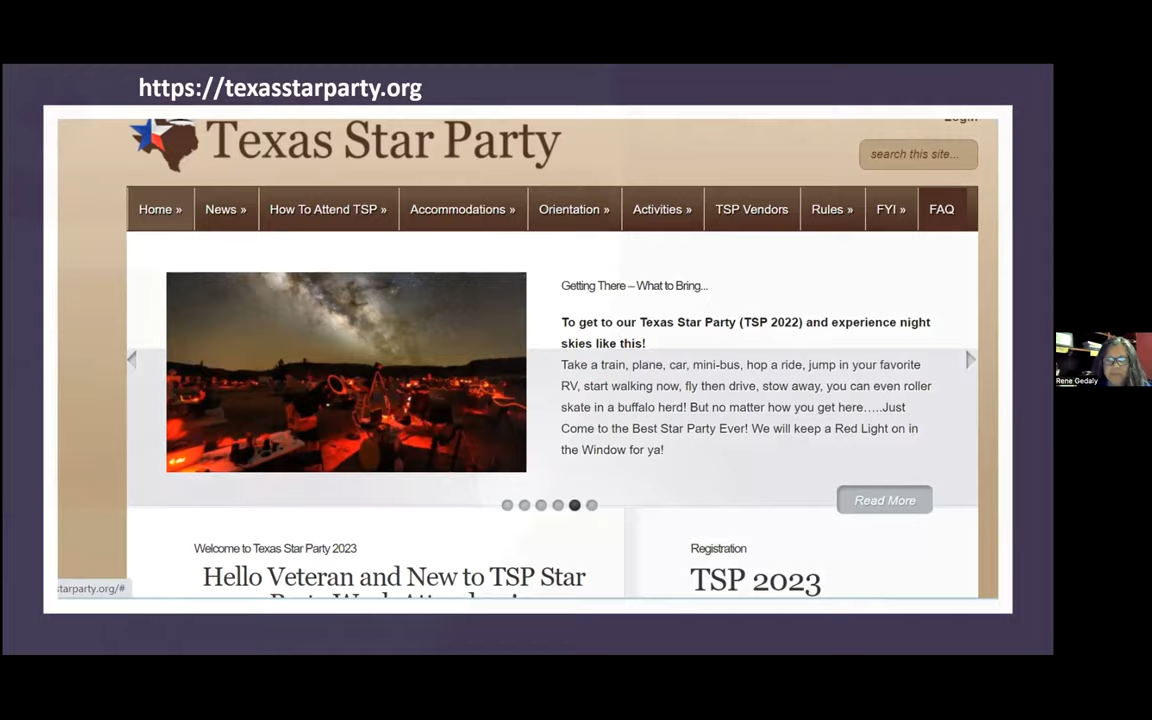 https://texasstarparty.org
Login
Texas Star Party
search this site...
Home » News » How To Attend TSP » Accommodations » Orientation » Activities » TSP Vendors Rules » FYI » FAQ
Getting There – What to Bring...
To get to our Texas Star Party (TSP 2022) and experience night
skies like this!
Take a train, plane, car, mini-bus, hop a ride, jump in your favorite
RV, start walking now, fly then drive, stow away, you can even roller
skate in a buffalo herd! But no matter how you get here…..Just
Come to the Best Star Party Ever! We will keep a Red Light on in
the Window for ya!
Read More
Welcome to Texas Star Party 2023
Hello Veteran and New to TSP Star
Registration
TSP 2023
starparty.org/#
Rene Gedaly